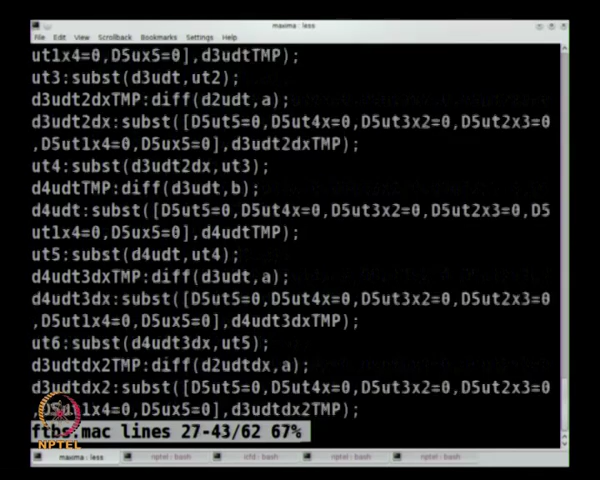 maxima : less
File Edit View Scrollback Bookmarks Settings Help
ut1x4=0,D5ux5=0],d3udtTMP);
ut3:subst(d3udt,ut2);
d3udt2dxTMP:diff(d2udt,a);
d3udt2dx:subst([D5ut5=0,D5ut4x=0,D5ut3x2=0,D5ut2x3=0
,D5ut1x4=0,D5ux5=0],d3udt2dxTMP);
ut4:subst(d3udt2dx,ut3);
d4udtTMP:diff(d3udt,b);
d4udt:subst([D5ut5=0,D5ut4x=0,D5ut3x2=0,D5ut2x3=0,D5
ut1x4=0,D5ux5=0],d4udtTMP);
ut5:subst(d4udt,ut4);
d4udt3dxTMP:diff(d3udt,a);
d4udt3dx:subst([D5ut5=0,D5ut4x=0,D5ut3x2=0,D5ut2x3=0
,D5ut1x4=0,D5ux5=0],d4udt3dxTMP);
ut6:subst(d4udt3dx,ut5);
d3udtdx2TMP:diff(d2udtdx,a);
d3udtdx2:subst([D5ut5=0,D5ut4x=0,D5ut3x2=0,D5ut2x3=0
,D5ut1x4=0,D5ux5=0],d3udtdx2TMP);
ftbs.mac lines 27-43/62 67%
NPTEL
maxima : less nptel : bash xfd : bash nptel : bash nptel : bash